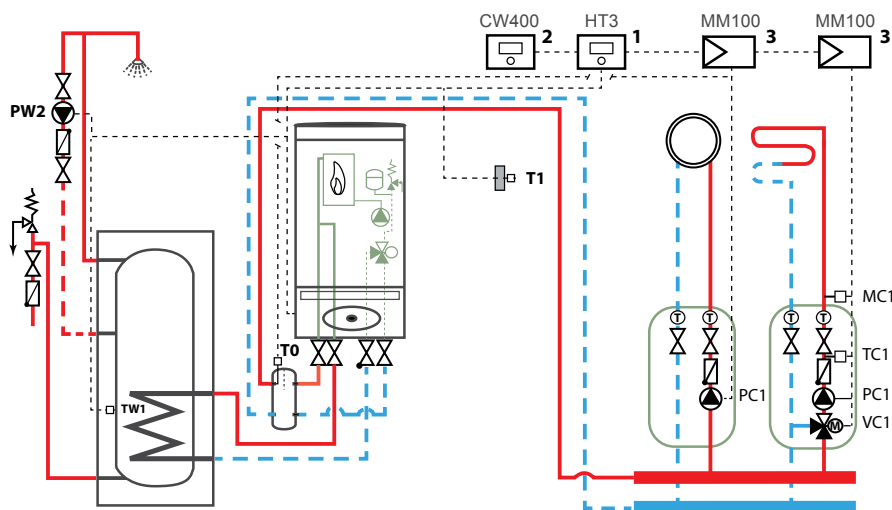 CW400 HT3 MM100 MM100
2 1 3 3
PW2
T1
MC1
T T T T
T0
TC1
PC1 PC1
TW1
M VC1